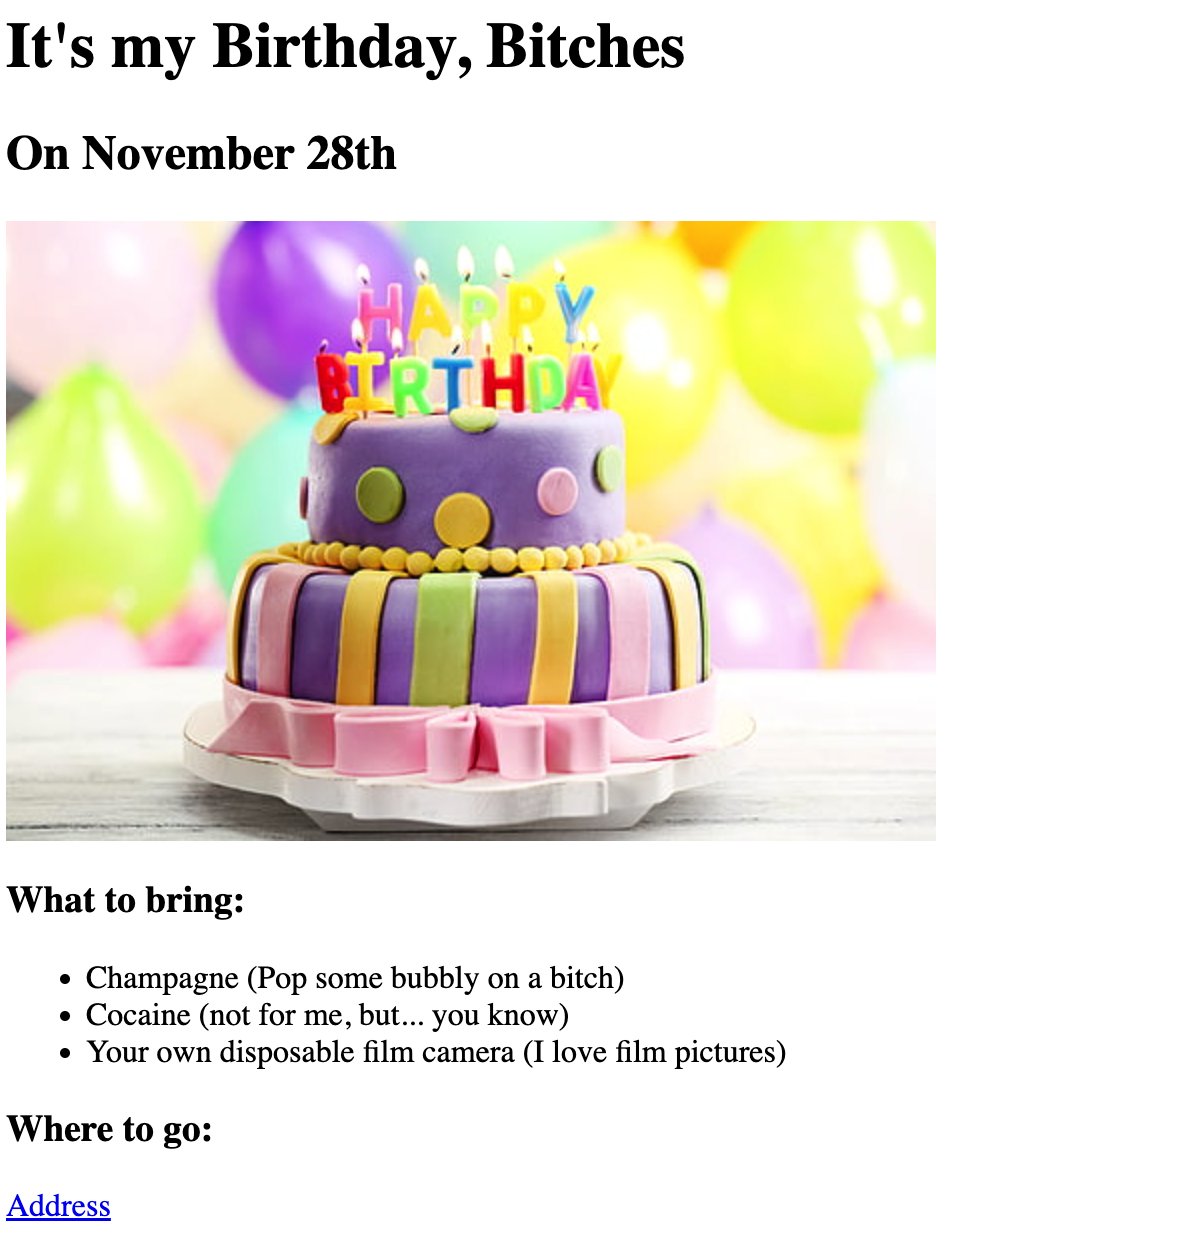 It's my Birthday, Bitches
On November 28th
HAPPY
BIRTHDAY
What to bring:
Champagne (Pop some bubbly on a bitch)
Cocaine (not for me, but... you know)
Your own disposable film camera (I love film pictures)
Where to go:
Address